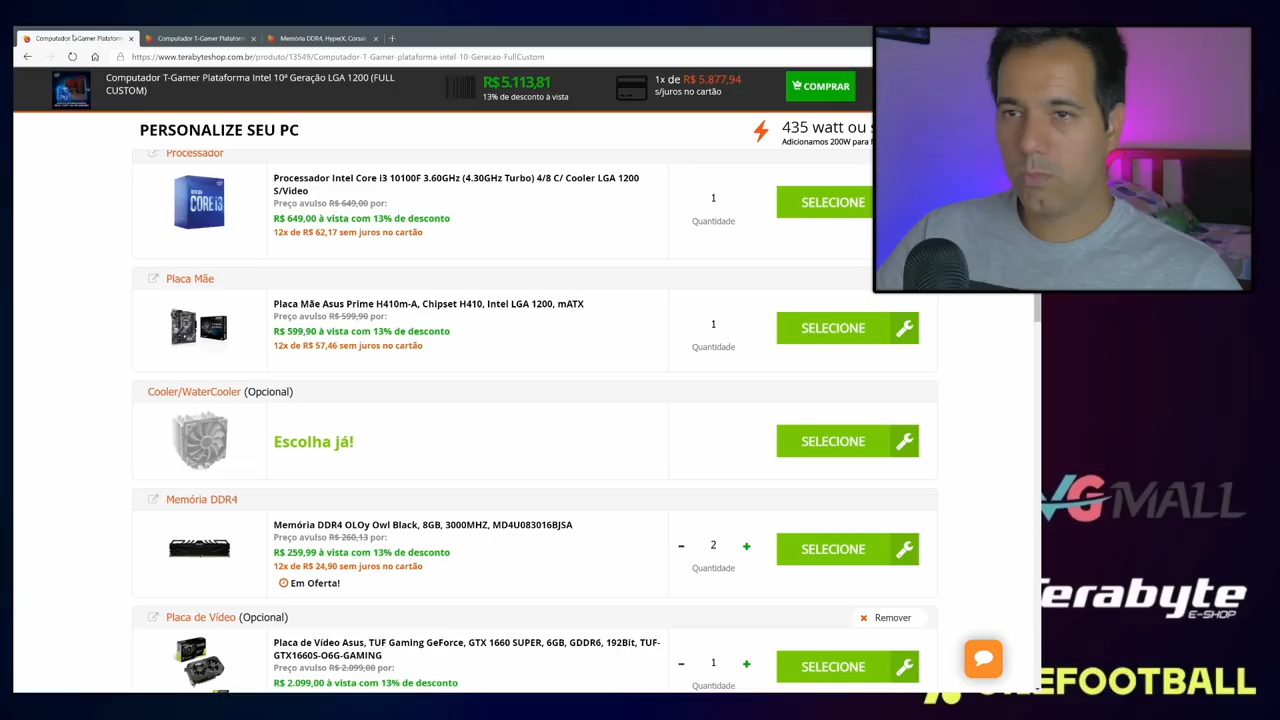 Computador T-Gamer Plataform
Computador T-Gamer Plataform
Memória DDR4, HyperX, Corsai
https://www.terabyteshop.com.br/produto/13549/Computador-T-Gamer-plataforma-intel-10-Geracao-FullCustom
Computador T-Gamer Plataforma Intel 10ª Geração LGA 1200 (FULL
CUSTOM)
R$ 5.113,81
13% de desconto à vista
1x de R$ 5.877,94
s/juros no cartão
COMPRAR
PERSONALIZE SEU PC
435 watt ou s
Adicionamos 200W para
Processador
Processador Intel Core i3 10100F 3.60GHz (4.30GHz Turbo) 4/8 C/ Cooler LGA 1200
S/Video
Preço avulso R$ 649,00 por:
R$ 649,00 à vista com 13% de desconto
12x de R$ 62,17 sem juros no cartão
CORE i3
1
Quantidade
SELECIONE
Placa Mãe
Placa Mãe Asus Prime H410m-A, Chipset H410, Intel LGA 1200, mATX
Preço avulso R$ 599,90 por:
R$ 599,90 à vista com 13% de desconto
12x de R$ 57,46 sem juros no cartão
1
Quantidade
SELECIONE
Cooler/WaterCooler (Opcional)
Escolha já!
SELECIONE
Memória DDR4
Memória DDR4 OLOy Owl Black, 8GB, 3000MHZ, MD4U083016BJSA
Preço avulso R$ 260,13 por:
R$ 259,99 à vista com 13% de desconto
12x de R$ 24,90 sem juros no cartão
Em Oferta!
- 2 +
Quantidade
SELECIONE
Placa de Vídeo (Opcional)
Remover
Placa de Vídeo Asus, TUF Gaming GeForce, GTX 1660 SUPER, 6GB, GDDR6, 192Bit, TUF-
GTX1660S-O6G-GAMING
Preço avulso R$ 2.099,00 por:
R$ 2.099,00 à vista com 13% de desconto
- 1 +
Quantidade
SELECIONE
VGMALL
Terabyte
E-SHOP
ONEFOOTBALL